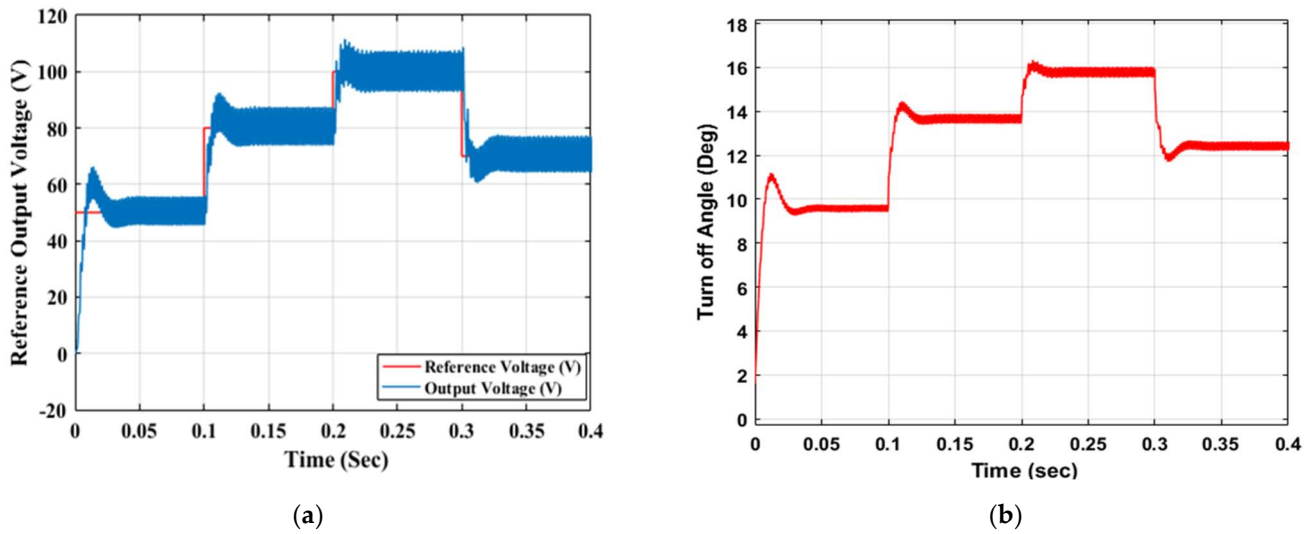 120
100
80
60
40
20
0
-20
Reference Output Voltage (V)
Reference Voltage (V)
Output Voltage (V)
0 0.05 0.1 0.15 0.2 0.25 0.3 0.35 0.4
Time (Sec)
(a)
18
16
14
12
10
8
6
4
2
0
Turn off Angle (Deg)
0 0.05 0.1 0.15 0.2 0.25 0.3 0.35 0.4
Time (sec)
(b)